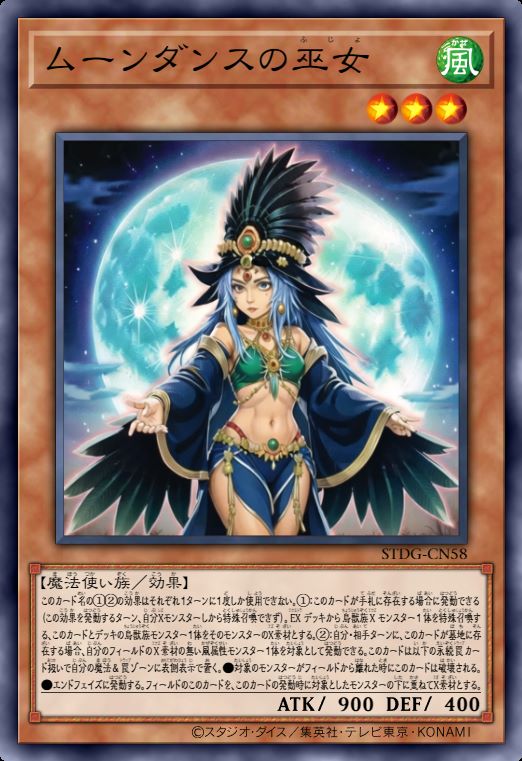 ムーンダンスの巫女
風
STDG-CN58
【魔法使い族／効果】
このカード名の①②の効果はそれぞれ1ターンに1度しか使用できない。①：このカードが手札に存在する場合に発動できる
(この効果を発動するターン、自分はXモンスターしかEXデッキから特殊召喚できず)。EXデッキから鳥獣族Xモンスター1体を特殊召喚す
る、このカードとデッキの鳥獣族モンスター1体をそのモンスターのX素材とする。②：自分・相手ターンに、このカードが墓地に存
在する場合、自分のフィールドのX素材の無い風属性モンスター1体を対象として発動できる。このカードは以下の永続罠カー
ド扱いで自分の魔法＆罠ゾーンに表側表示で置く。●対象のモンスターがフィールドから離れた時にこのカードは破壊される。
●エンドフェイズに発動する。フィールドのこのカードを、このカードの発動時に対象としたモンスターの下に重ねてX素材とする。
ATK/ 900 DEF/ 400
©スタジオ・ダイス／集英社・テレビ東京・KONAMI